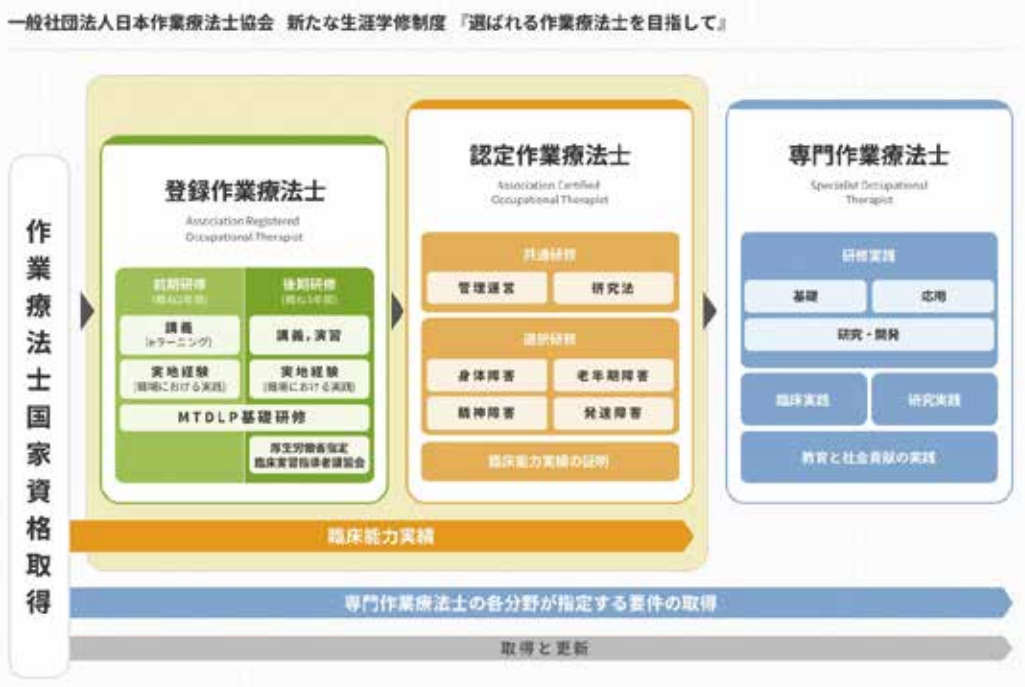 一般社団法人日本作業療法士協会 新たな生涯学修制度 『選ばれる作業療法士を目指して』
作業療法士国家資格取得
登録作業療法士
Association Registered
Occupational Therapist
前期研修
(概ね2年間)
講義
(eラーニング)
実地経験
(職場における実践)
後期研修
(概ね3年間)
講義,演習
実地経験
(職場における実践)
MTDLP基礎研修
厚生労働省指定
臨床実習指導者講習会
認定作業療法士
Association Certified
Occupational Therapist
共通研修
管理運営
研究法
選択研修
身体障害
老年期障害
精神障害
発達障害
臨床能力実績の証明
専門作業療法士
Specialist Occupational
Therapist
研修実践
基礎
応用
研究・開発
臨床実践
研究実践
教育と社会貢献の実践
臨床能力実績
専門作業療法士の各分野が指定する要件の取得
取得と更新